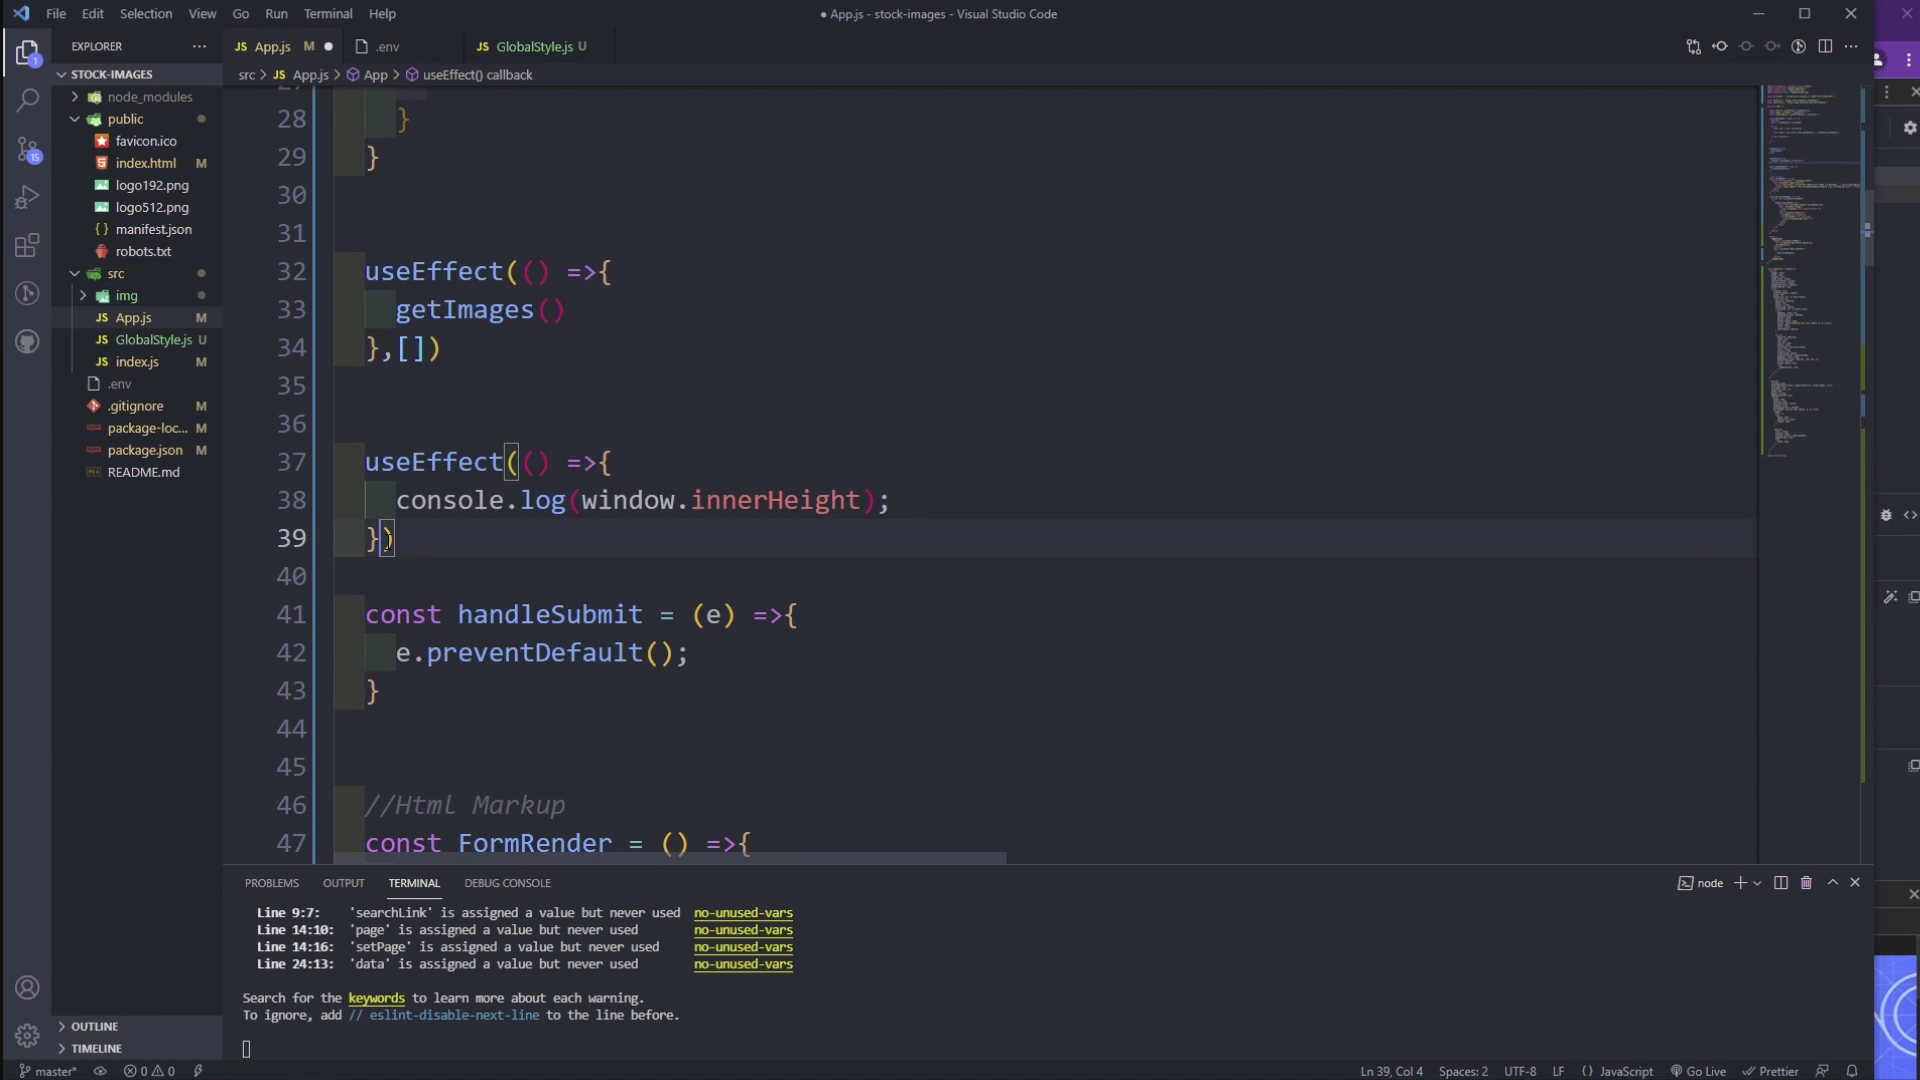 File Edit Selection View Go Run Terminal Help
● App.js - stock-images - Visual Studio Code
EXPLORER
JS App.js M ●
.env
JS GlobalStyle.js U
STOCK-IMAGES
src > JS App.js > App > useEffect() callback
node_modules
public
favicon.ico
index.html M
logo192.png
logo512.png
manifest.json
robots.txt
src
img
JS App.js M
JS GlobalStyle.js U
JS index.js M
.env
.gitignore M
package-loc... M
package.json M
README.md
OUTLINE
TIMELINE
1
15
28 }
29 }
30
31
32 useEffect(() =>{
33 getImages()
34 },[])
35
36
37 useEffect(() =>{
38 console.log(window.innerHeight);
39 })
40
41 const handleSubmit = (e) =>{
42 e.preventDefault();
43 }
44
45
46 //Html Markup
47 const FormRender = () =>{
PROBLEMS OUTPUT TERMINAL DEBUG CONSOLE
node
Line 9:7: 'searchLink' is assigned a value but never used no-unused-vars
Line 14:10: 'page' is assigned a value but never used no-unused-vars
Line 14:16: 'setPage' is assigned a value but never used no-unused-vars
Line 24:13: 'data' is assigned a value but never used no-unused-vars
Search for the keywords to learn more about each warning.
To ignore, add // eslint-disable-next-line to the line before.
master* 0 0 Ln 39, Col 4 Spaces: 2 UTF-8 LF {} JavaScript Go Live Prettier